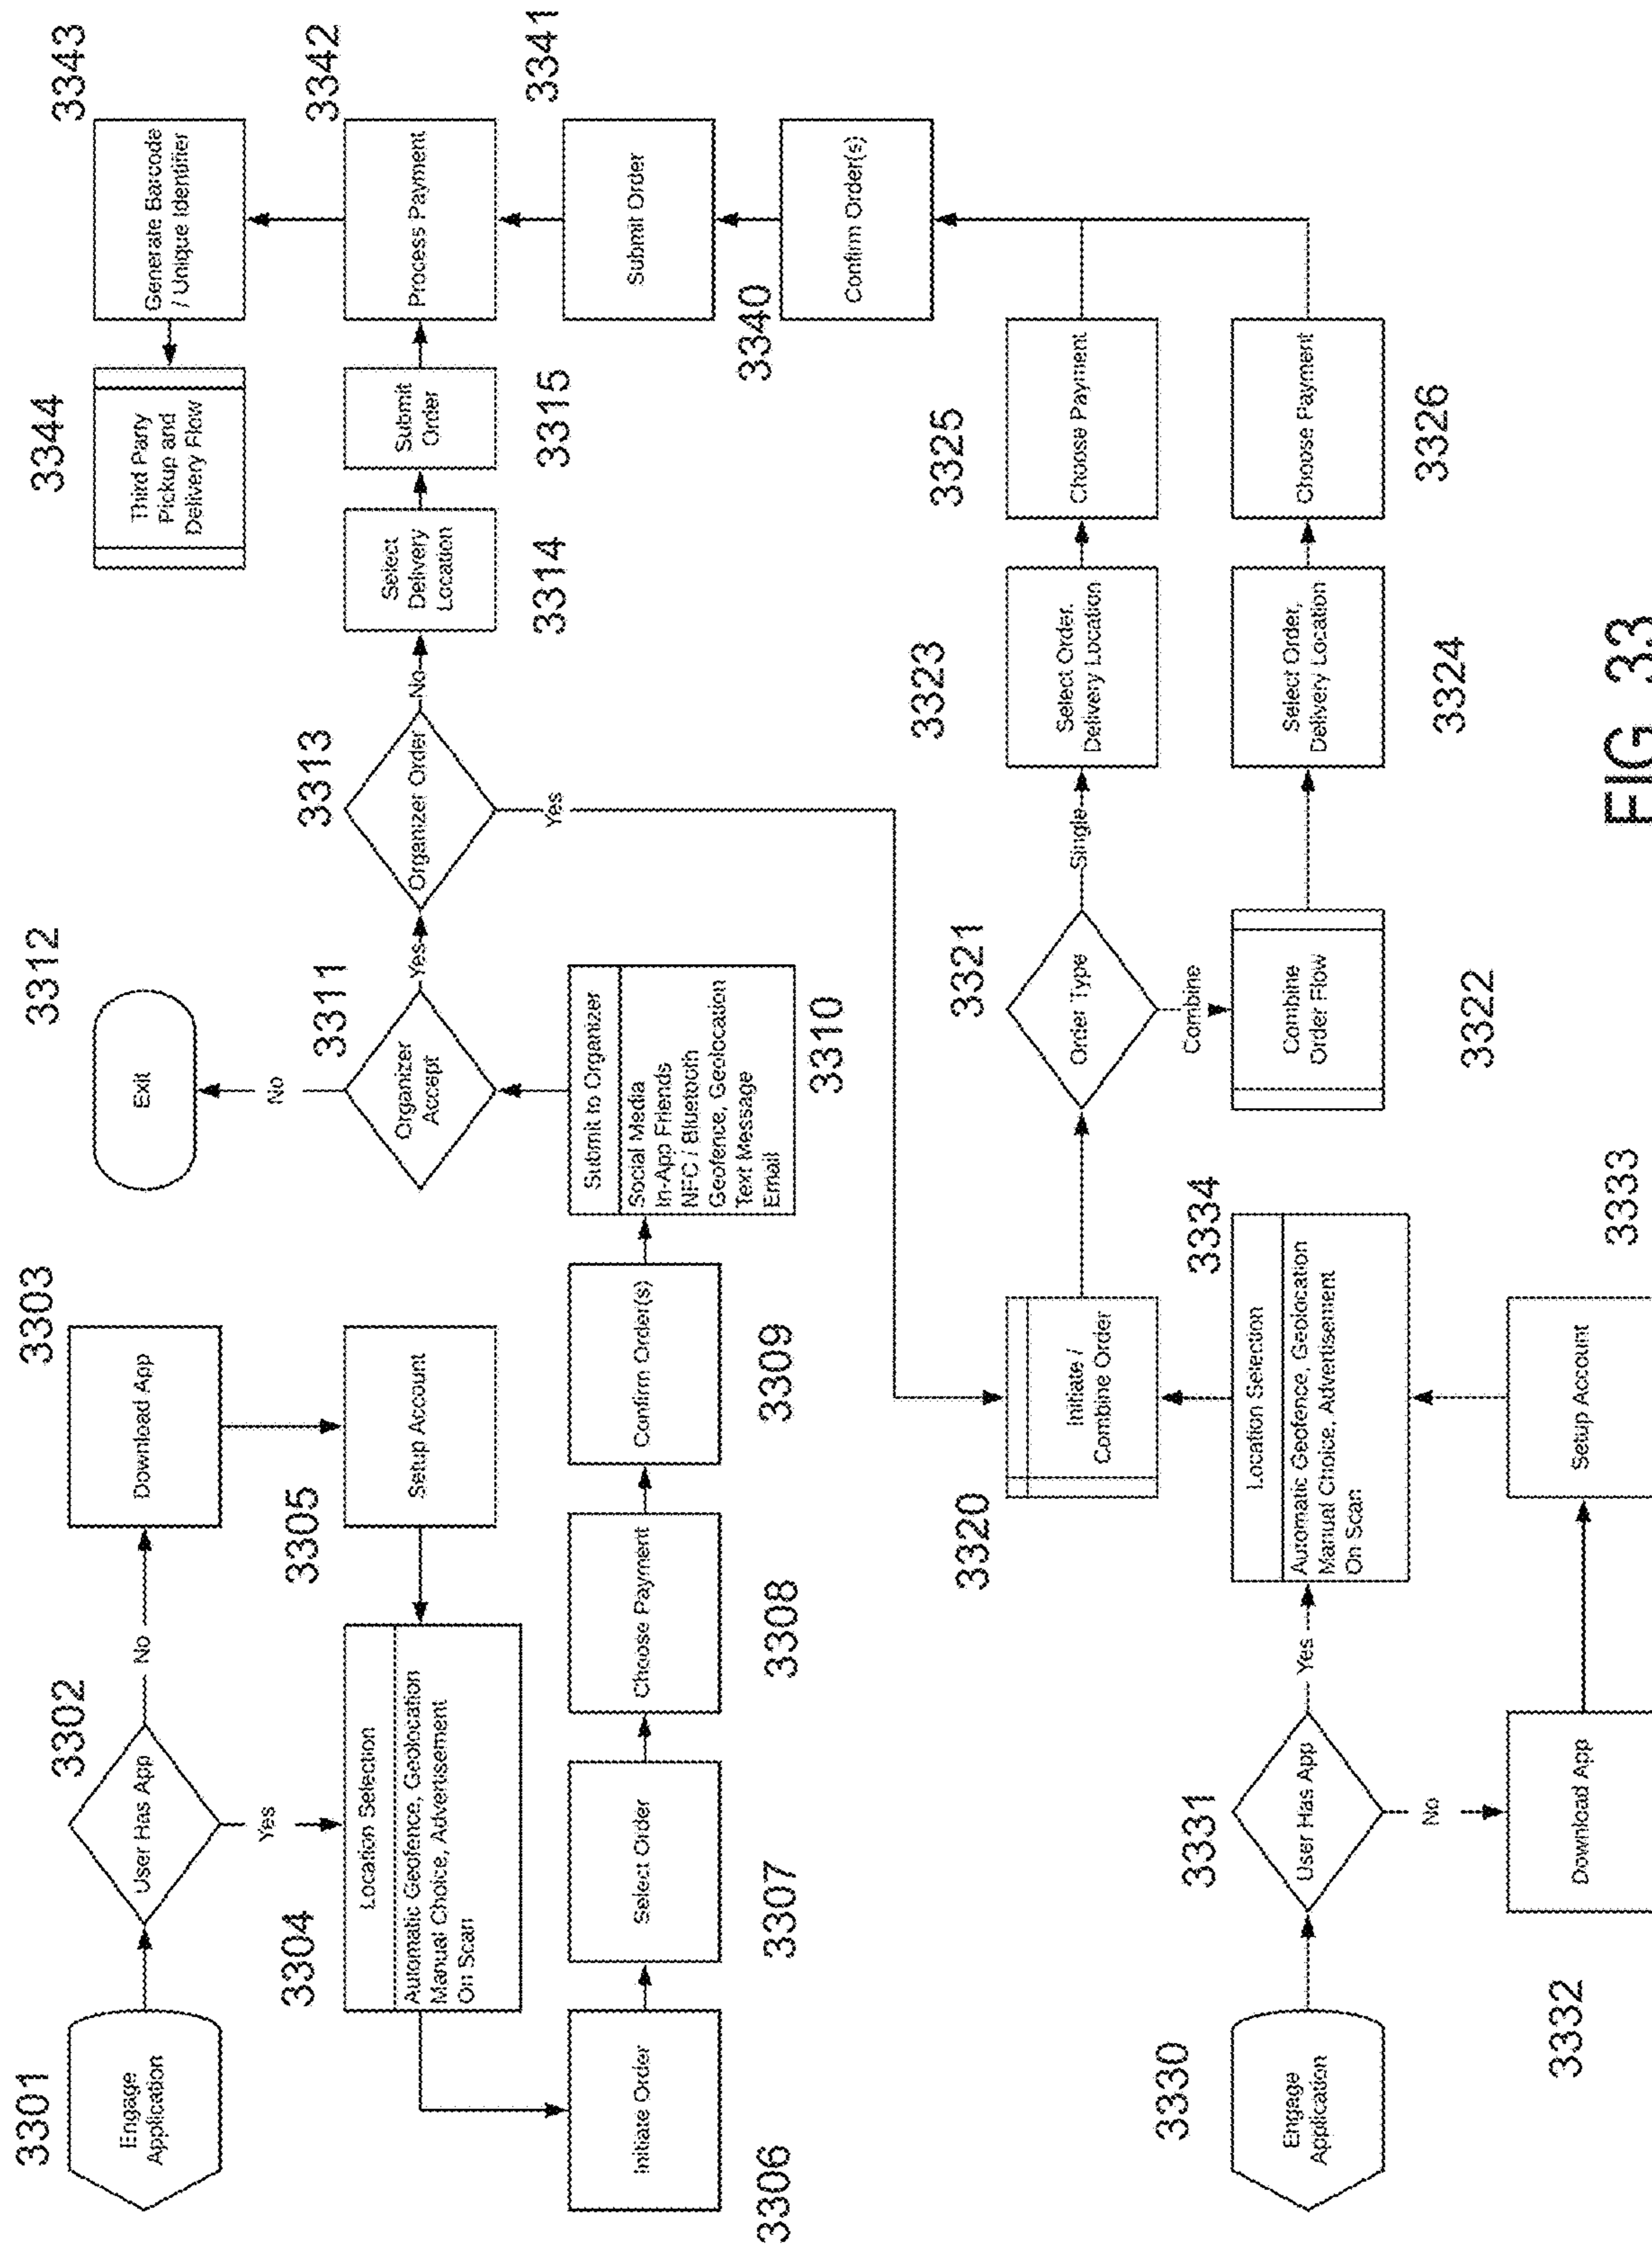 3301
Engage
Application
3302
User Has App
No
Yes
3303
Download App
3305
Setup Account
3304
Location Selection
Automatic Geofence, Geolocation
Manual Choice, Advertisement
On Scan
3306
Initiate Order
3307
Select Order
3308
Choose Payment
3309
Confirm Order(s)
3310
Submit to Organizer
Social Media
In-App Friends
NFC / Bluetooth
Geofence, Geolocation
Text Message
Email
3311
Organizer
Accept
No
Yes
3312
Exit
3313
Organizer Order
No
Yes
3314
Select
Delivery
Location
3315
Submit
Order
3344
Third Party
Pickup and
Delivery Flow
3343
Generate Barcode
/ Unique Identifier
3342
Process Payment
3341
Submit Order
3340
Confirm Order(s)
3330
Engage
Application
3331
User Has App
Yes
No
3332
Download App
3333
Setup Account
3334
Location Selection
Automatic Geofence, Geolocation
Manual Choice, Advertisement
On Scan
3320
Initiate /
Combine Order
3321
Order Type
Single
Combine
3322
Combine
Order Flow
3323
Select Order,
Delivery Location
3324
Select Order,
Delivery Location
3325
Choose Payment
3326
Choose Payment
FIG. 33